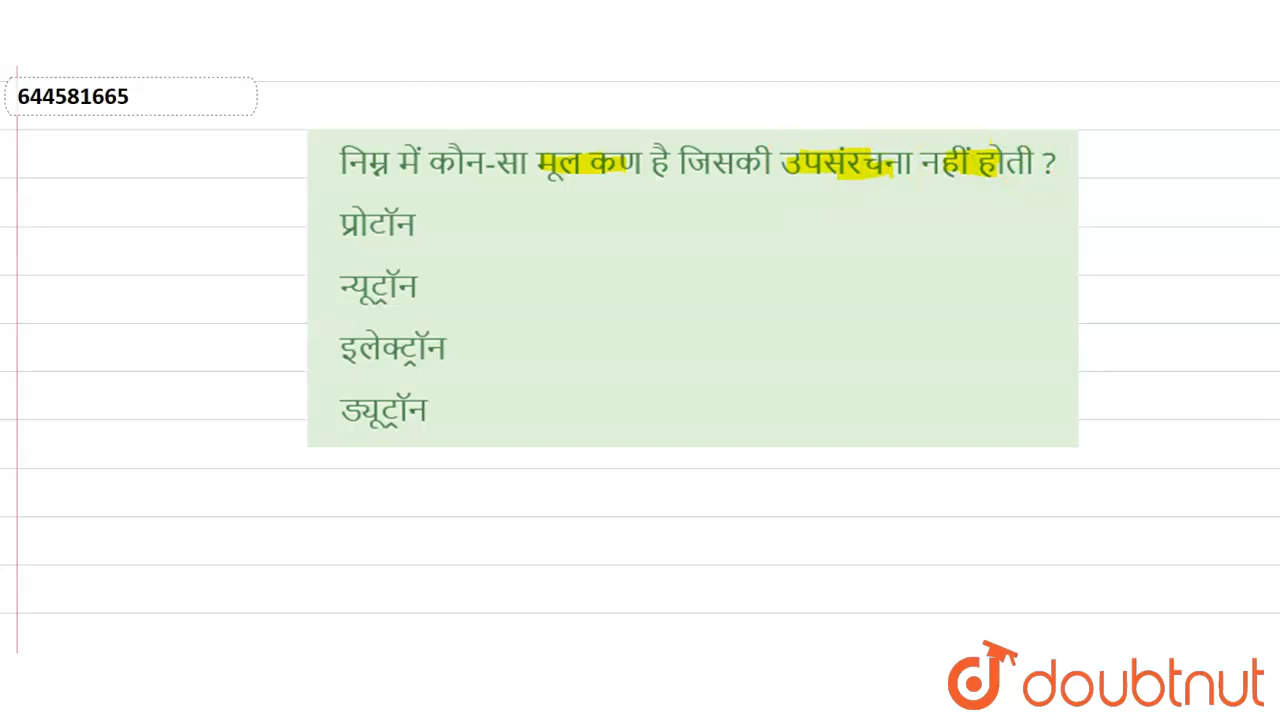 644581665
निम्न में कौन-सा मूल कण है जिसकी उपसंरचना नहीं होती ?
प्रोटॉन
न्यूट्रॉन
इलेक्ट्रॉन
ड्यूट्रॉन
doubtnut